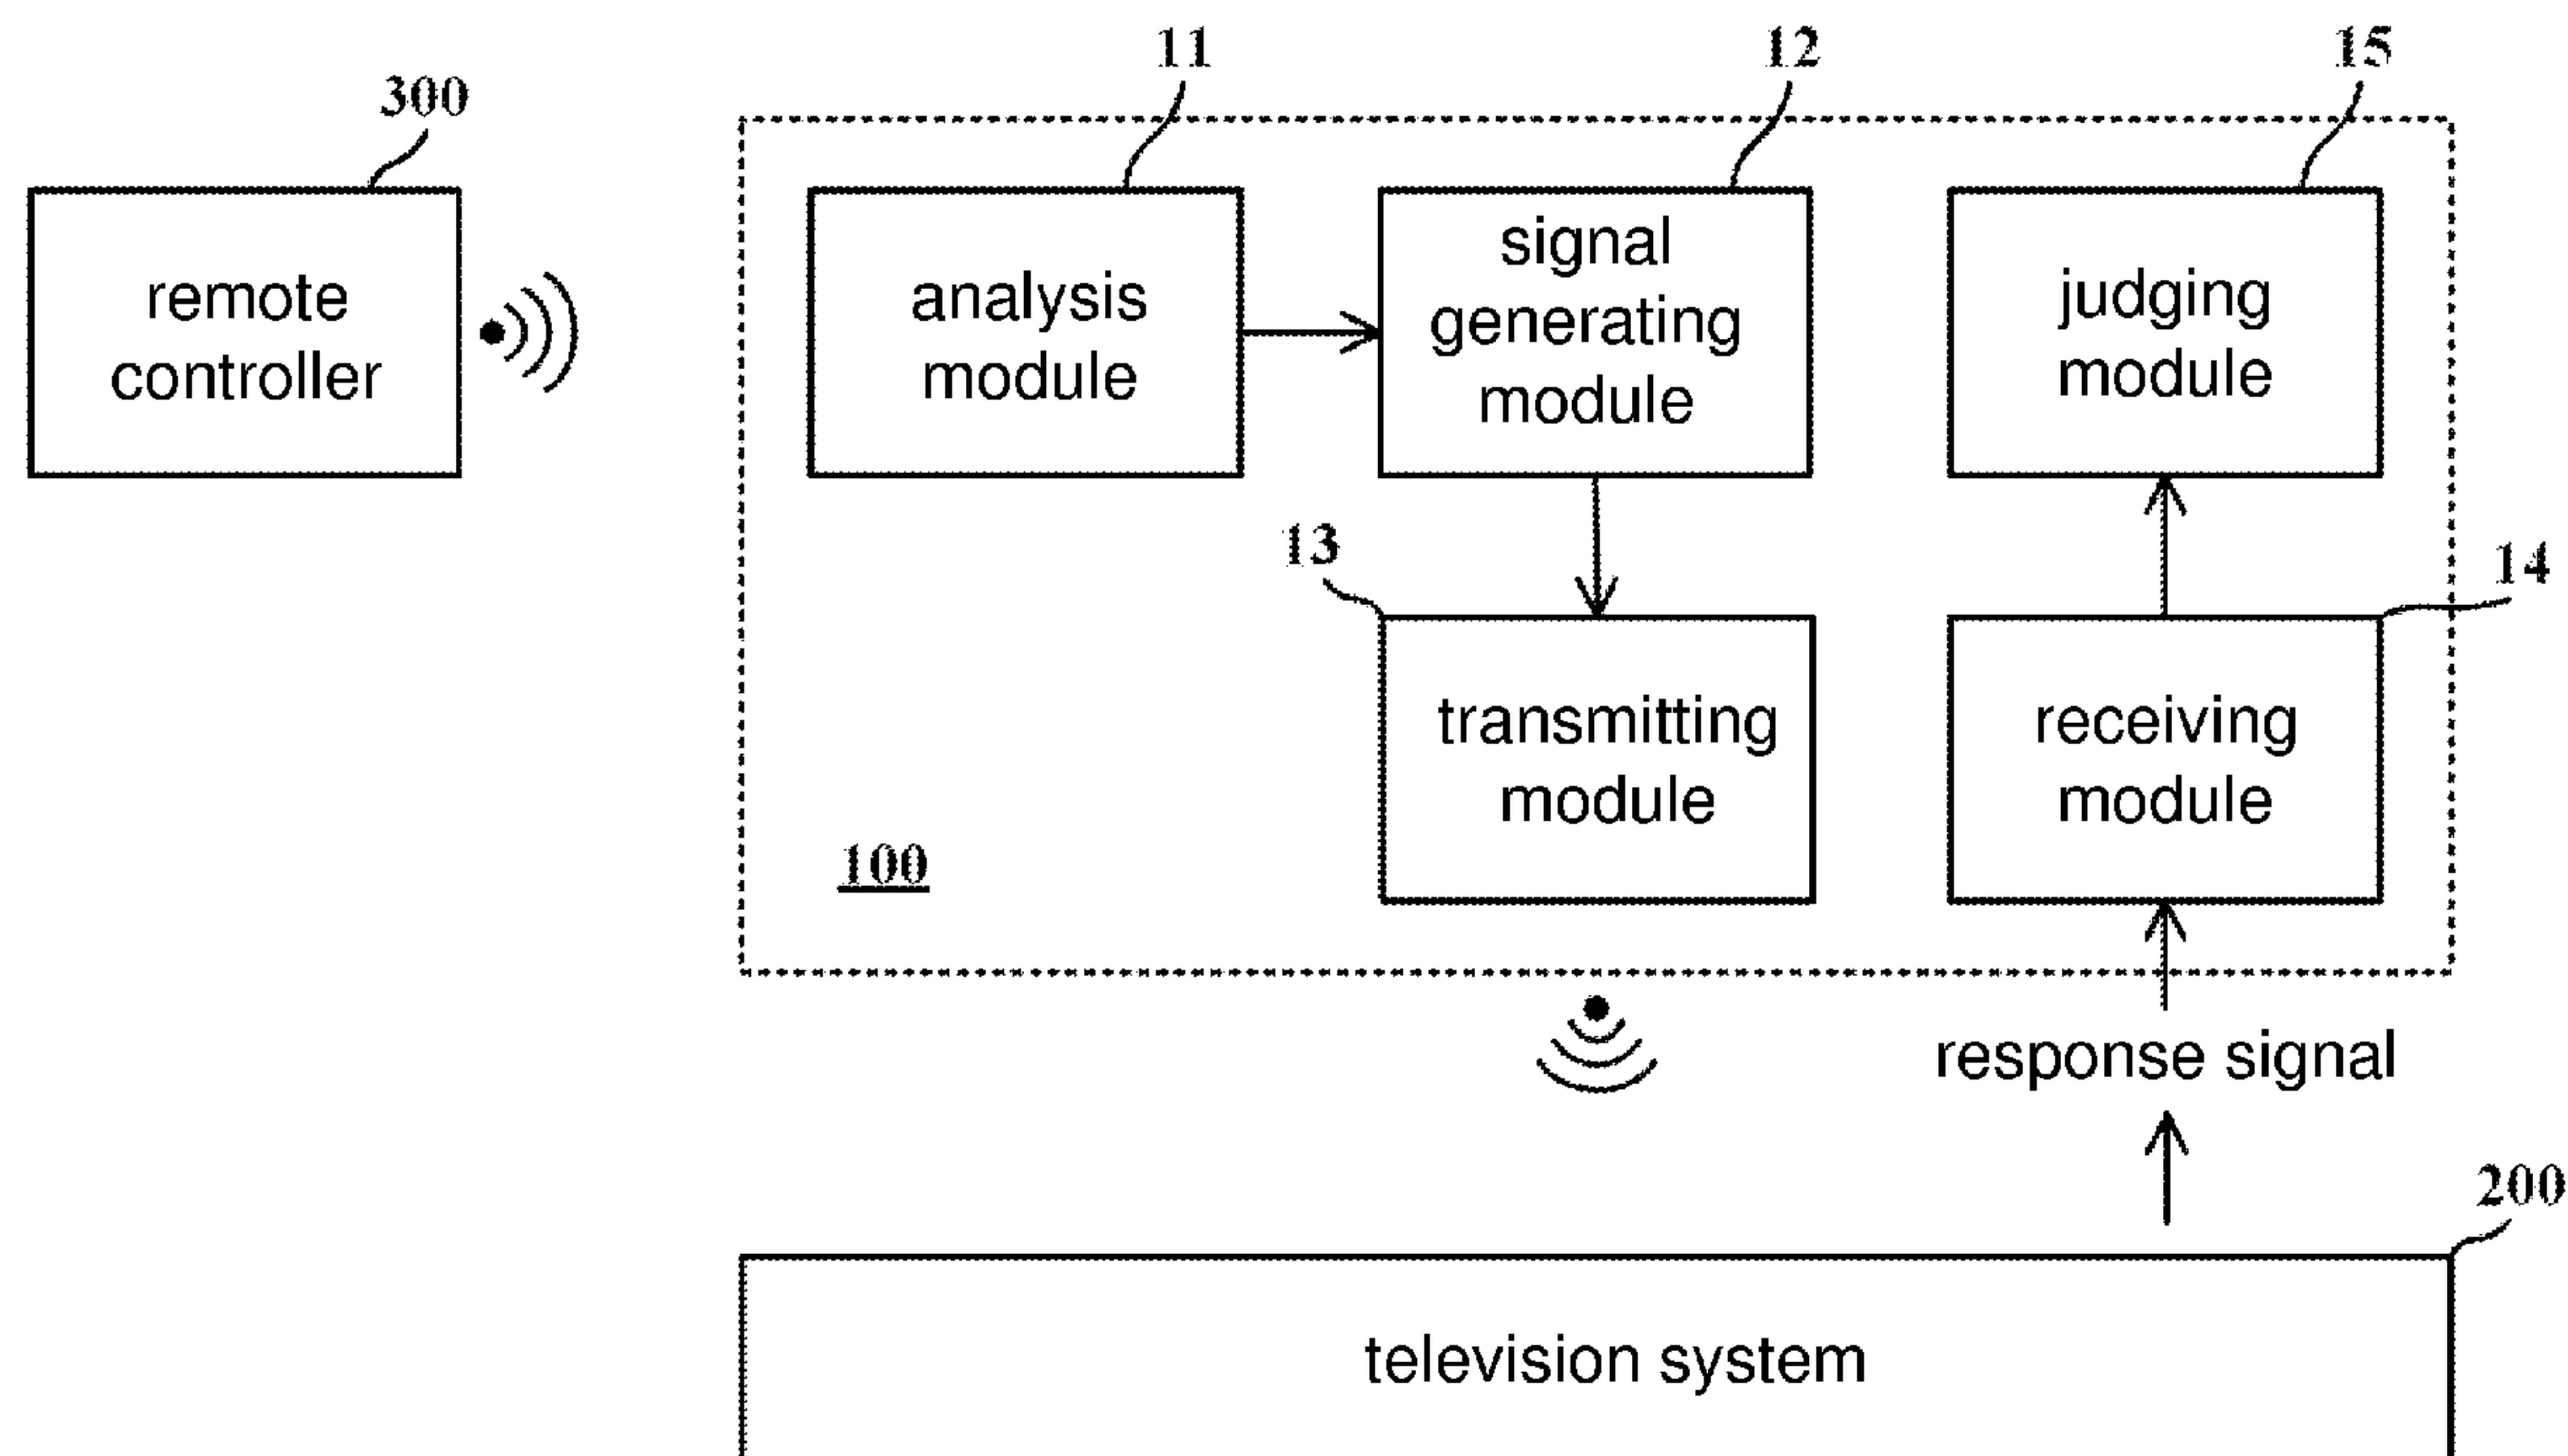 11
12
15
300
remote
controller
analysis
module
signal
generating
module
judging
module
13
14
transmitting
module
receiving
module
100
response signal
200
television system